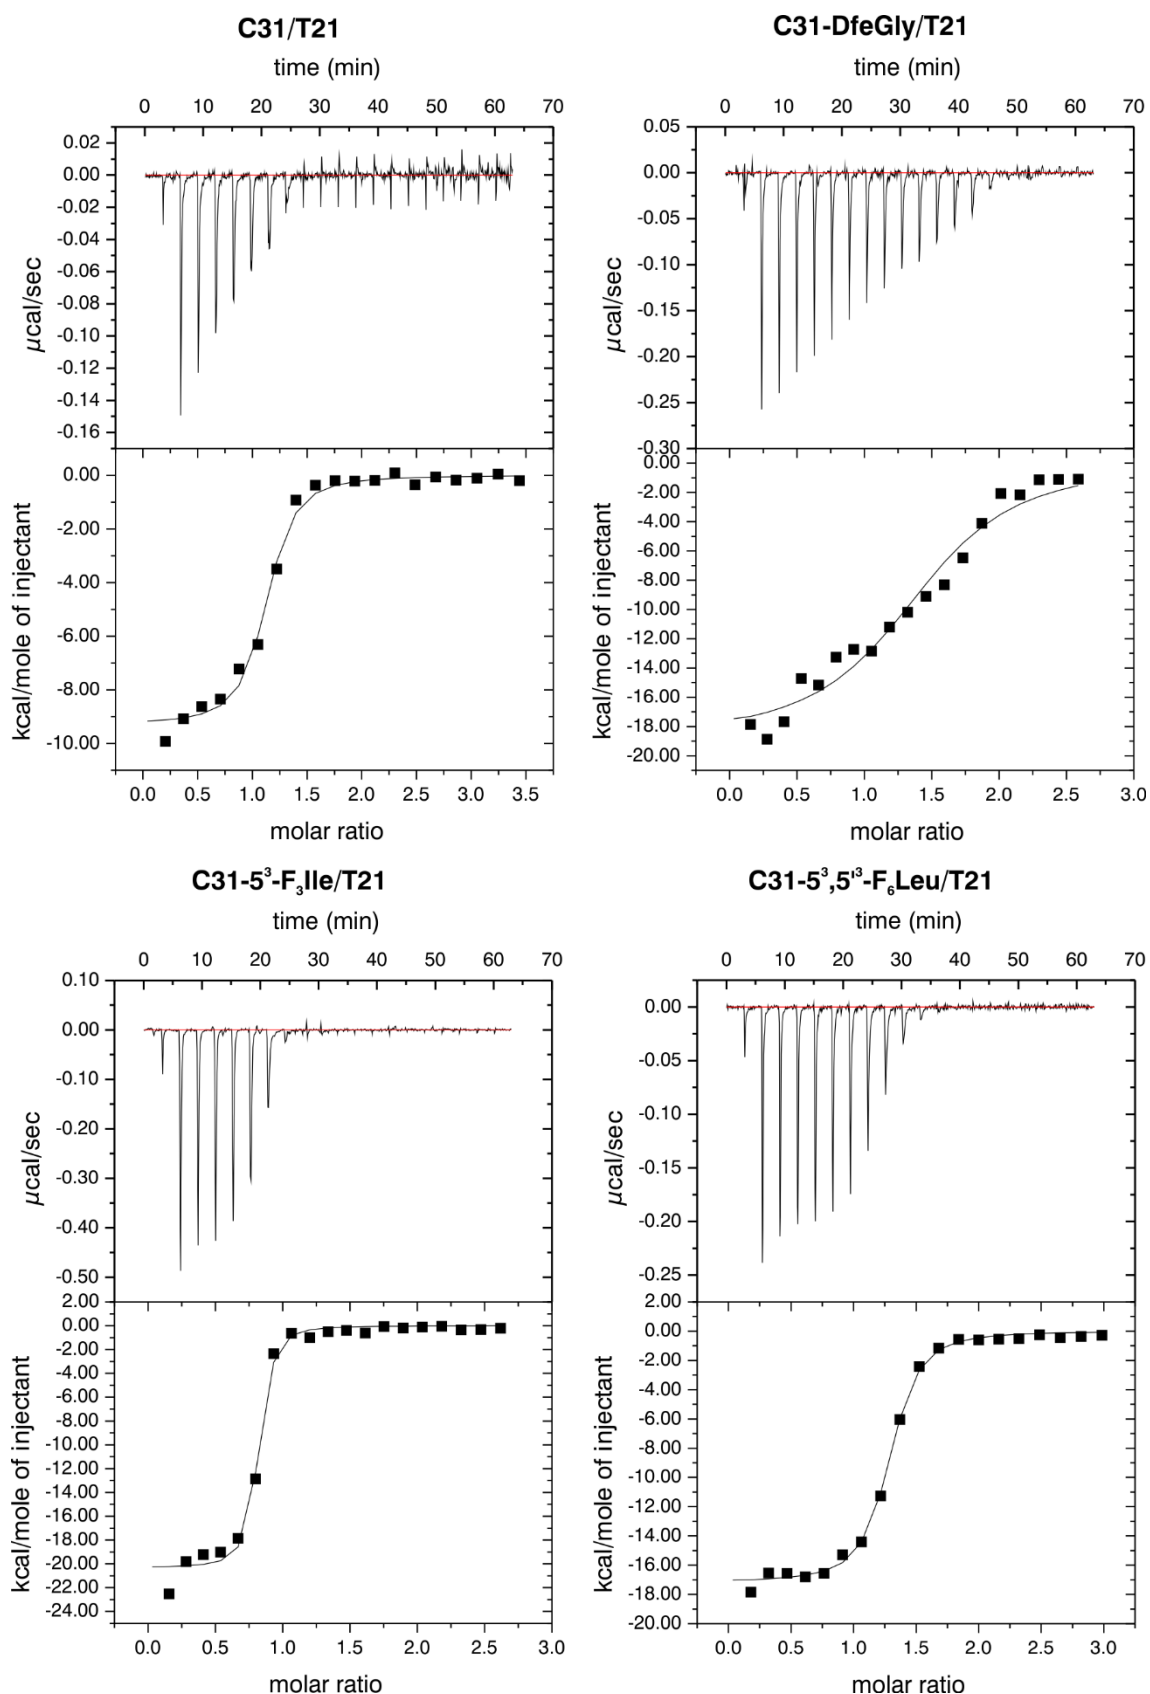 C31/T21
time (min)
0 10 20 30 40 50 60 70
0.02
0.00
-0.02
-0.04
-0.06
-0.08
-0.10
-0.12
-0.14
-0.16
µcal/sec
0.00
-2.00
-4.00
-6.00
-8.00
-10.00
kcal/mole of injectant
0.0 0.5 1.0 1.5 2.0 2.5 3.0 3.5
molar ratio
C31-DfeGly/T21
time (min)
0 10 20 30 40 50 60 70
0.05
0.00
-0.05
-0.10
-0.15
-0.20
-0.25
-0.30
µcal/sec
0.00
-2.00
-4.00
-6.00
-8.00
-10.00
-12.00
-14.00
-16.00
-18.00
-20.00
kcal/mole of injectant
0.0 0.5 1.0 1.5 2.0 2.5 3.0
molar ratio
C31-5³-F₃Ile/T21
time (min)
0 10 20 30 40 50 60 70
0.10
0.00
-0.10
-0.20
-0.30
-0.40
-0.50
µcal/sec
2.00
0.00
-2.00
-4.00
-6.00
-8.00
-10.00
-12.00
-14.00
-16.00
-18.00
-20.00
-22.00
-24.00
kcal/mole of injectant
0.0 0.5 1.0 1.5 2.0 2.5 3.0
molar ratio
C31-5³,5'³-F₆Leu/T21
time (min)
0 10 20 30 40 50 60 70
0.00
-0.05
-0.10
-0.15
-0.20
-0.25
µcal/sec
2.00
0.00
-2.00
-4.00
-6.00
-8.00
-10.00
-12.00
-14.00
-16.00
-18.00
-20.00
kcal/mole of injectant
0.0 0.5 1.0 1.5 2.0 2.5 3.0
molar ratio